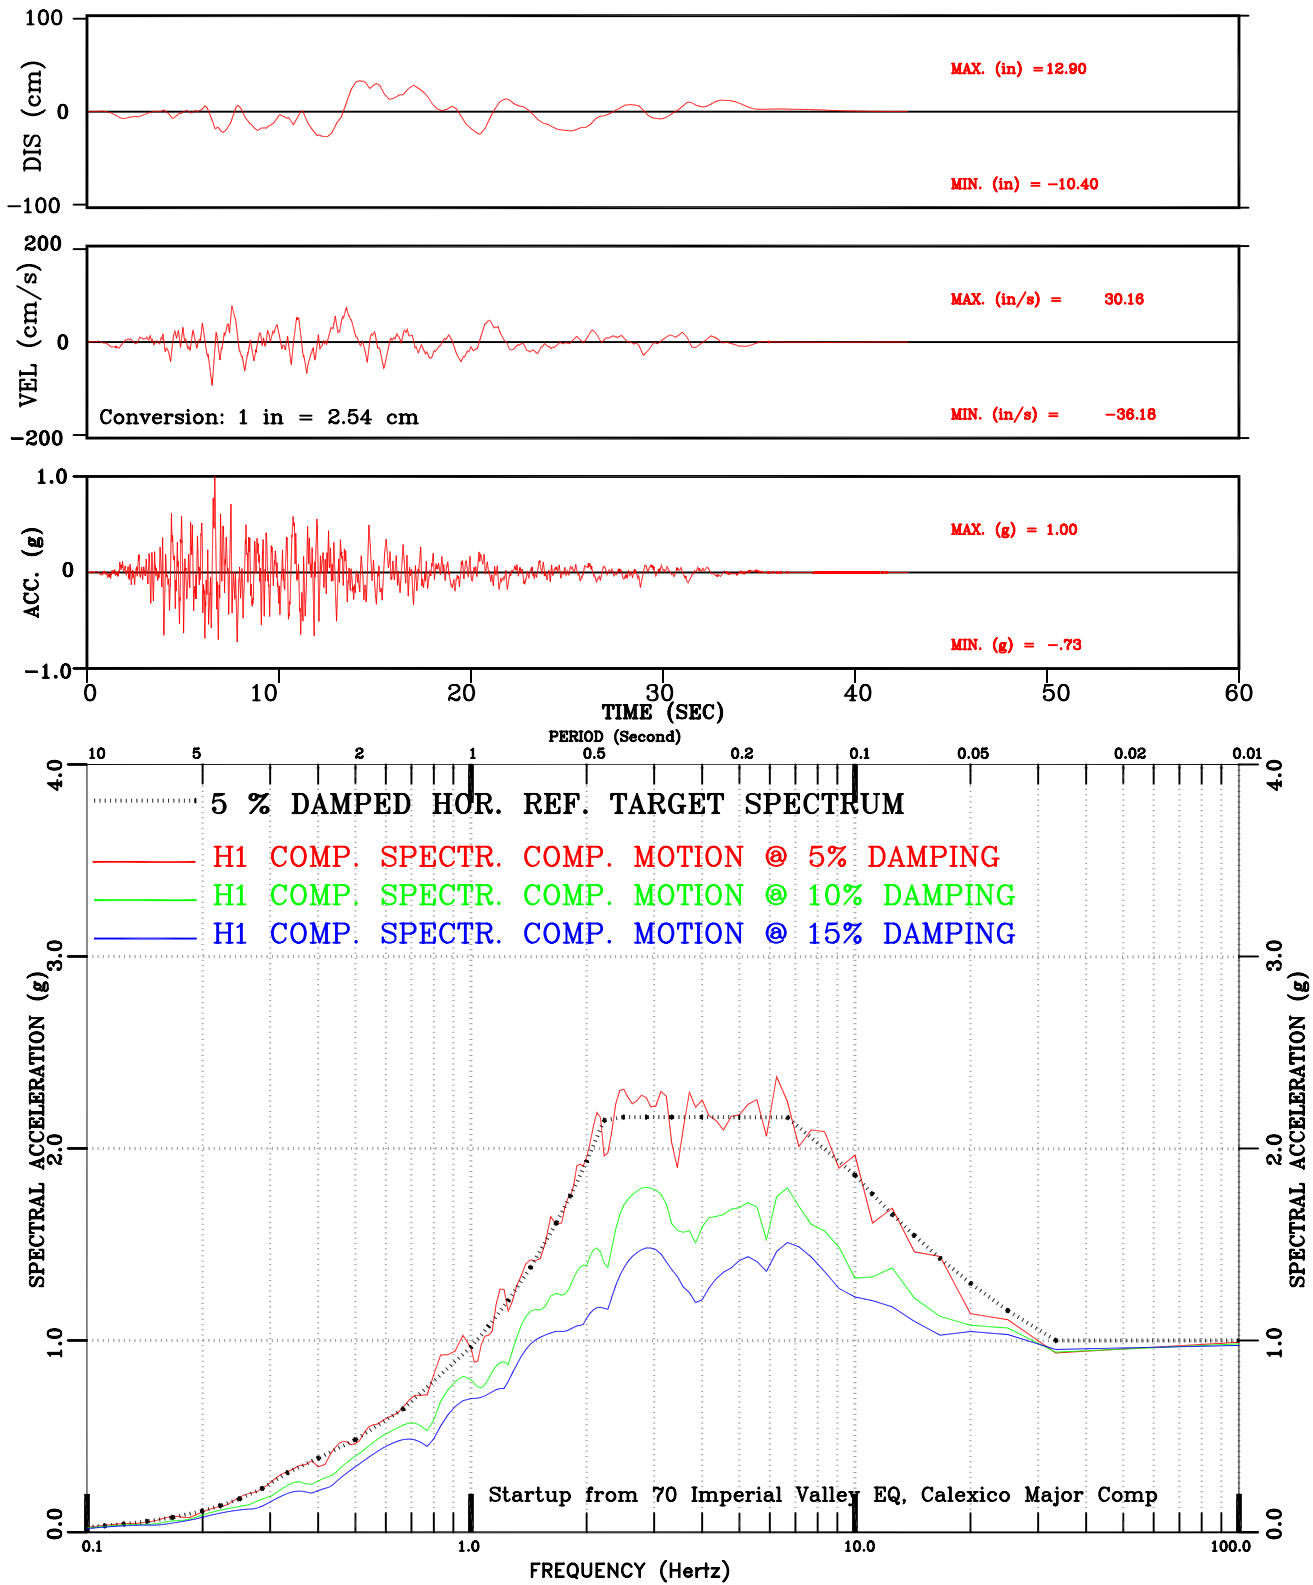 100
MAX. (in) =12.90
DIS (cm)
0
MIN. (in) = -10.40
-100
200
MAX. (in/s) = 30.16
VEL (cm/s)
0
Conversion: 1 in = 2.54 cm
MIN. (in/s) = -36.18
-200
1.0
MAX. (g) = 1.00
ACC. (g)
0
MIN. (g) = -.73
-1.0
0 10 20 30 40 50 60
TIME (SEC)
PERIOD (Second)
10 5 2 1 0.5 0.2 0.1 0.05 0.02 0.01
4.0 4.0
5 % DAMPED HOR. REF. TARGET SPECTRUM
H1 COMP. SPECTR. COMP. MOTION @ 5% DAMPING
H1 COMP. SPECTR. COMP. MOTION @ 10% DAMPING
H1 COMP. SPECTR. COMP. MOTION @ 15% DAMPING
3.0 3.0
SPECTRAL ACCELERATION (g)
SPECTRAL ACCELERATION (g)
2.0 2.0
1.0 1.0
Startup from 70 Imperial Valley EQ, Calexico Major Comp
0.0 0.0
0.1 1.0 10.0 100.0
FREQUENCY (Hertz)